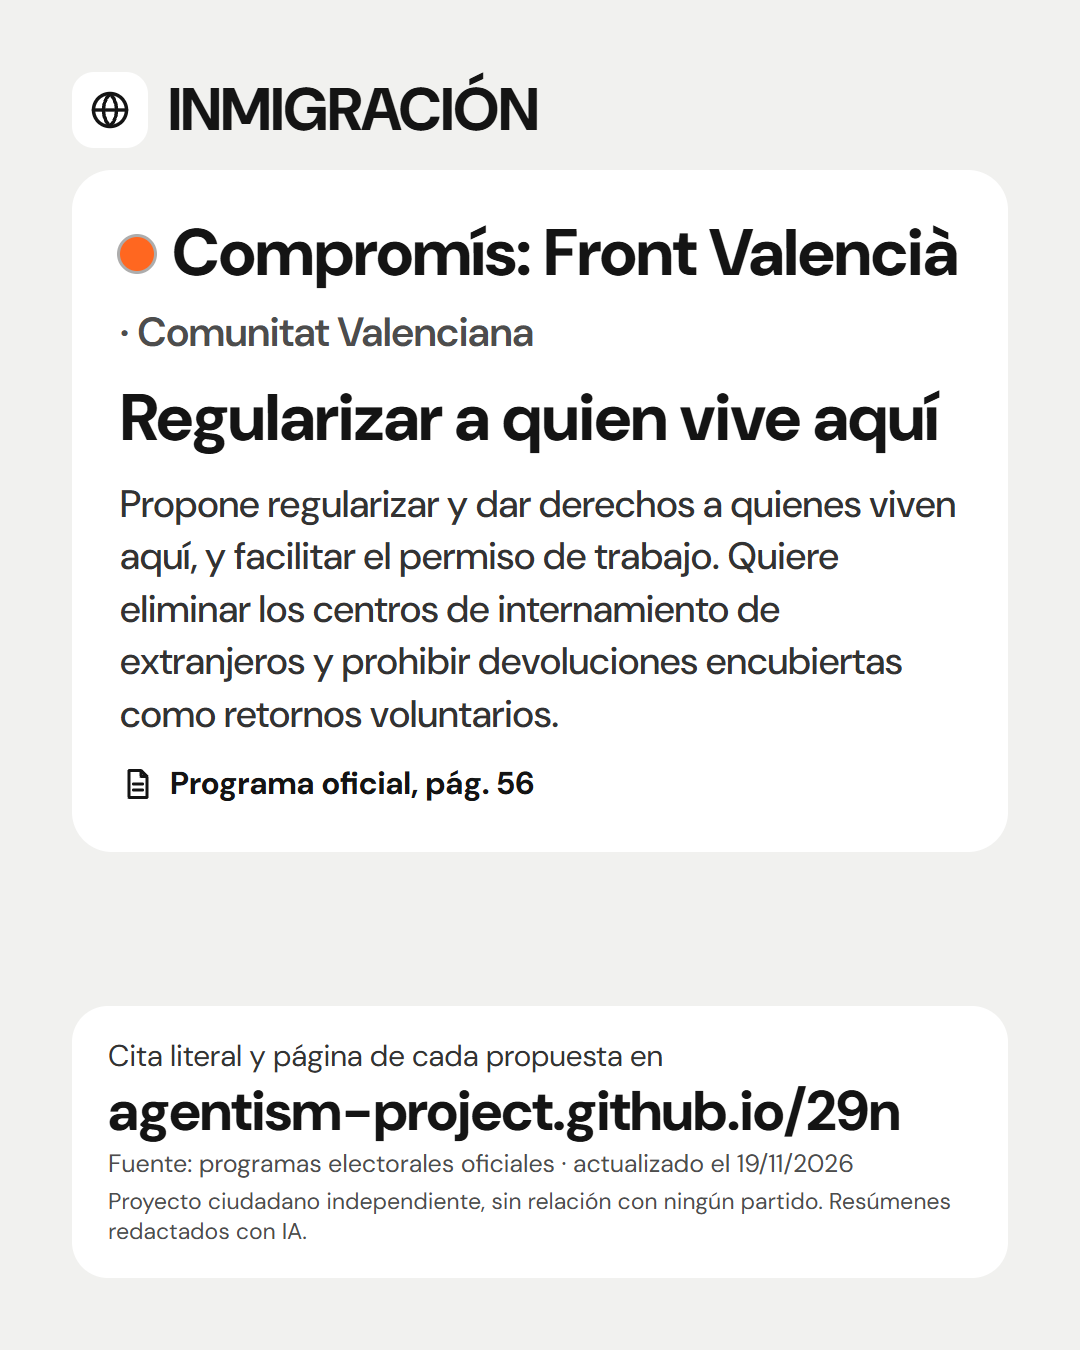 INMIGRACIÓN
Compromís: Front Valencià
· Comunitat Valenciana
Regularizar a quien vive aquí
Propone regularizar y dar derechos a quienes viven
aquí, y facilitar el permiso de trabajo. Quiere
eliminar los centros de internamiento de
extranjeros y prohibir devoluciones encubiertas
como retornos voluntarios.
Programa oficial, pág. 56
Cita literal y página de cada propuesta en
agentism-project.github.io/29n
Fuente: programas electorales oficiales · actualizado el 19/11/2026
Proyecto ciudadano independiente, sin relación con ningún partido. Resúmenes
redactados con IA.